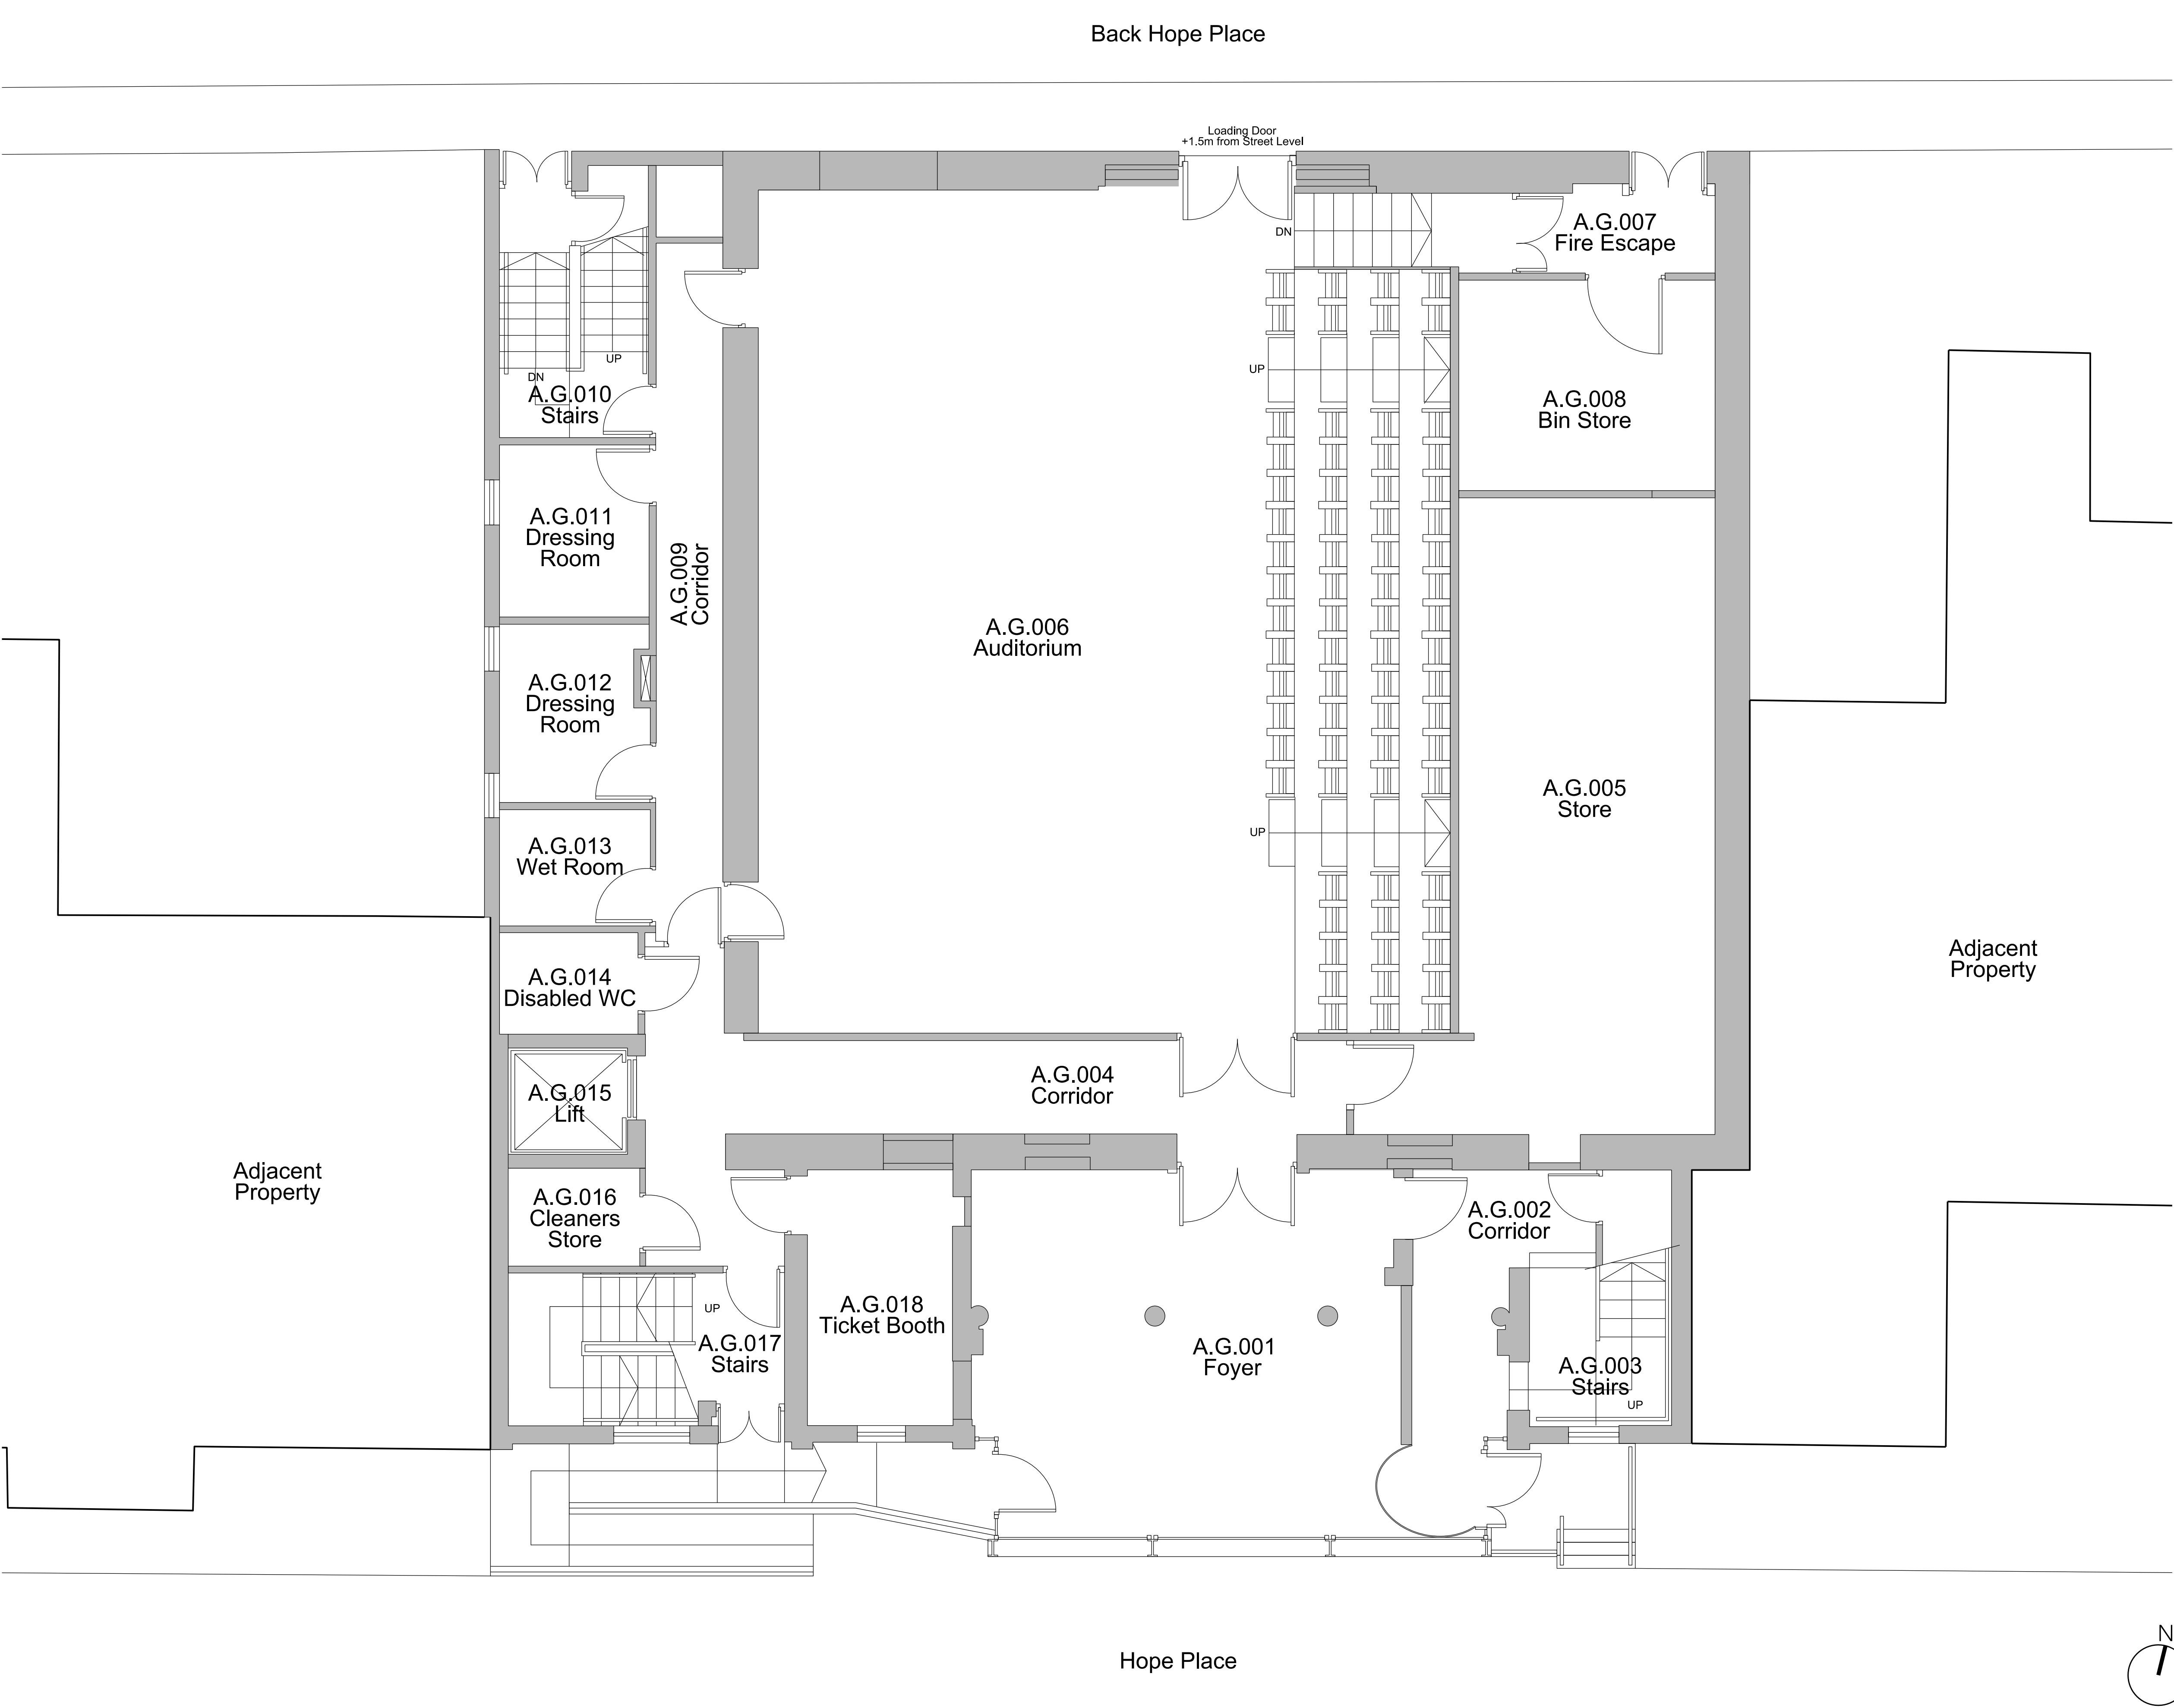 Back Hope Place
Loading Door
+1.5m from Street Level
DN
A.G.007
Fire Escape
UP
DN
A.G.010
Stairs
UP
A.G.008
Bin Store
A.G.011
Dressing
Room
A.G.009
Corridor
A.G.006
Auditorium
A.G.012
Dressing
Room
A.G.005
Store
UP
A.G.013
Wet Room
A.G.014
Disabled WC
Adjacent
Property
A.G.015
Lift
A.G.004
Corridor
Adjacent
Property
A.G.016
Cleaners
Store
A.G.002
Corridor
UP
A.G.017
Stairs
A.G.018
Ticket Booth
A.G.001
Foyer
A.G.003
Stairs
UP
Hope Place
N